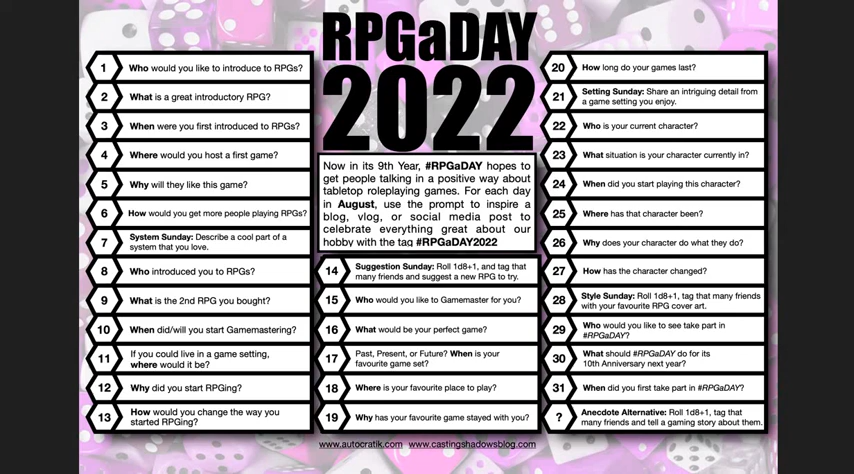 RPGaDAY
2022
1 Who would you like to introduce to RPGs?
2 What is a great introductory RPG?
3 When were you first introduced to RPGs?
4 Where would you host a first game?
5 Why will they like this game?
6 How would you get more people playing RPGs?
7 System Sunday: Describe a cool part of a
system that you love.
8 Who introduced you to RPGs?
9 What is the 2nd RPG you bought?
10 When did/will you start Gamemastering?
11 If you could live in a game setting,
where would it be?
12 Why did you start RPGing?
13 How would you change the way you
started RPGing?
Now in its 9th Year, #RPGaDAY hopes to
get people talking in a positive way about
tabletop roleplaying games. For each day
in August, use the prompt to inspire a
blog, vlog, or social media post to
celebrate everything great about our
hobby with the tag #RPGaDAY2022
14 Suggestion Sunday: Roll 1d8+1, and tag that
many friends and suggest a new RPG to try.
15 Who would you like to Gamemaster for you?
16 What would be your perfect game?
17 Past, Present, or Future? When is your
favourite game set?
18 Where is your favourite place to play?
19 Why has your favourite game stayed with you?
20 How long do your games last?
21 Setting Sunday: Share an intriguing detail from
a game setting you enjoy.
22 Who is your current character?
23 What situation is your character currently in?
24 When did you start playing this character?
25 Where has that character been?
26 Why does your character do what they do?
27 How has the character changed?
28 Style Sunday: Roll 1d8+1, tag that many friends
with your favourite RPG cover art.
29 Who would you like to see take part in
#RPGaDAY?
30 What should #RPGaDAY do for its
10th Anniversary next year?
31 When did you first take part in #RPGaDAY?
? Anecdote Alternative: Roll 1d8+1, tag that
many friends and tell a gaming story about them.
www.autocratik.com www.castingshadowsblog.com